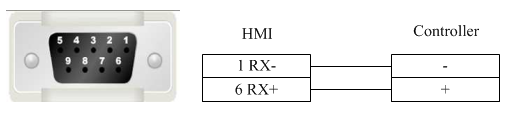 5 4 3 2 1
9 8 7 6
HMI
Controller
1 RX-
-
6 RX+
+